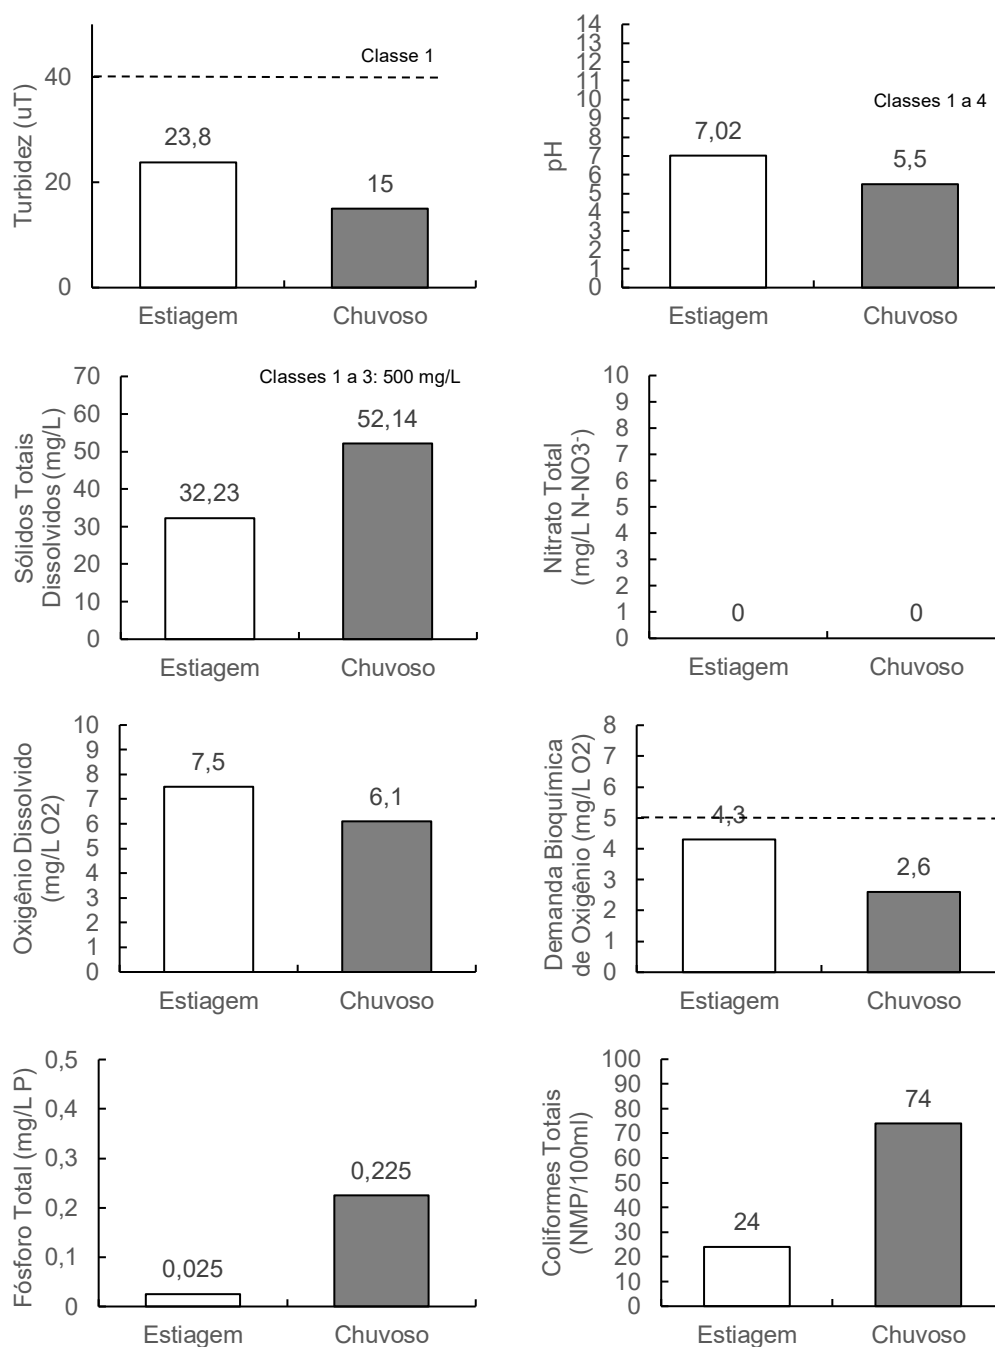 Turbidez (uT)
40
20
0
Classe 1
23,8
15
Estiagem
Chuvoso
pH
14
13
12
11
10
9
8
7
6
5
4
3
2
1
0
Classes 1 a 4
7,02
5,5
Estiagem
Chuvoso
Sólidos Totais
Dissolvidos (mg/L)
70
60
50
40
30
20
10
0
Classes 1 a 3: 500 mg/L
32,23
52,14
Estiagem
Chuvoso
Nitrato Total
(mg/L N-NO3-)
10
9
8
7
6
5
4
3
2
1
0
0
0
Estiagem
Chuvoso
Oxigênio Dissolvido
(mg/L O2)
10
9
8
7
6
5
4
3
2
1
0
7,5
6,1
Estiagem
Chuvoso
Demanda Bioquímica
de Oxigênio (mg/L O2)
8
7
6
5
4
3
2
1
0
4,3
2,6
Estiagem
Chuvoso
Fósforo Total (mg/L P)
0,5
0,4
0,3
0,2
0,1
0
0,025
0,225
Estiagem
Chuvoso
Coliformes Totais
(NMP/100ml)
100
90
80
70
60
50
40
30
20
10
0
24
74
Estiagem
Chuvoso